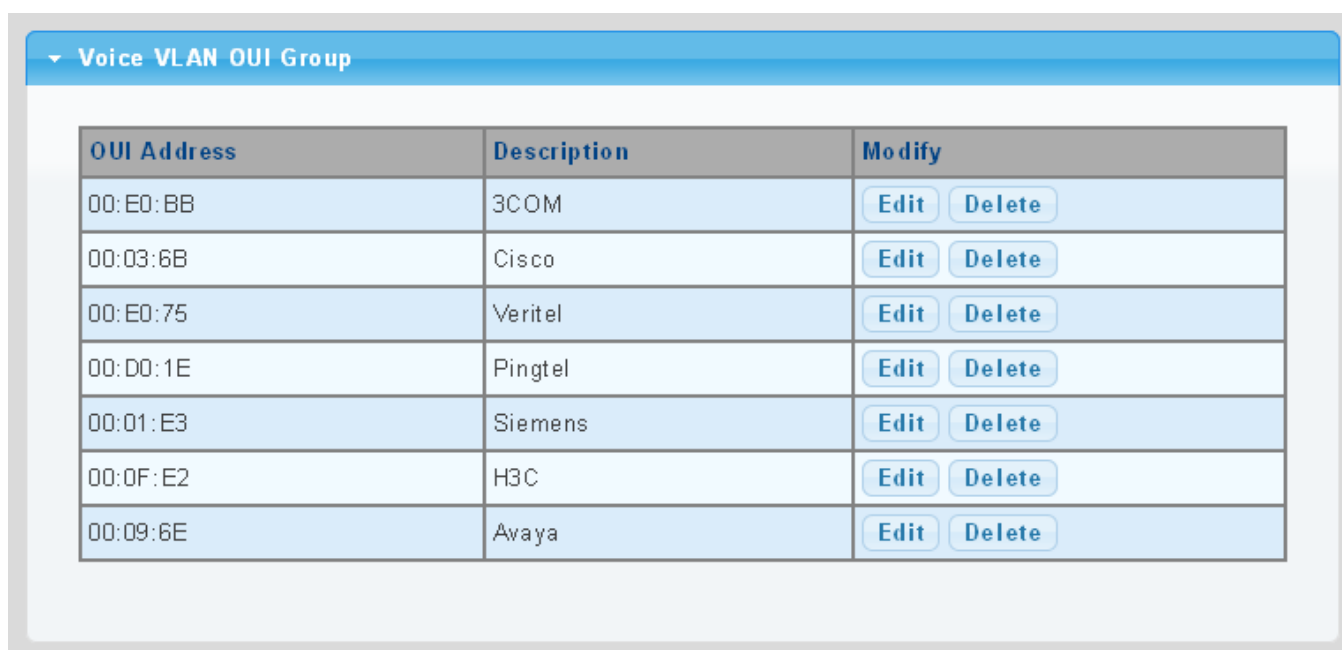 Voice VLAN OUI Group
OUI Address Description Modify
00:E0:BB 3COM Edit Delete
00:03:6B Cisco Edit Delete
00:E0:75 Veritel Edit Delete
00:D0:1E Pingtel Edit Delete
00:01:E3 Siemens Edit Delete
00:0F:E2 H3C Edit Delete
00:09:6E Avaya Edit Delete